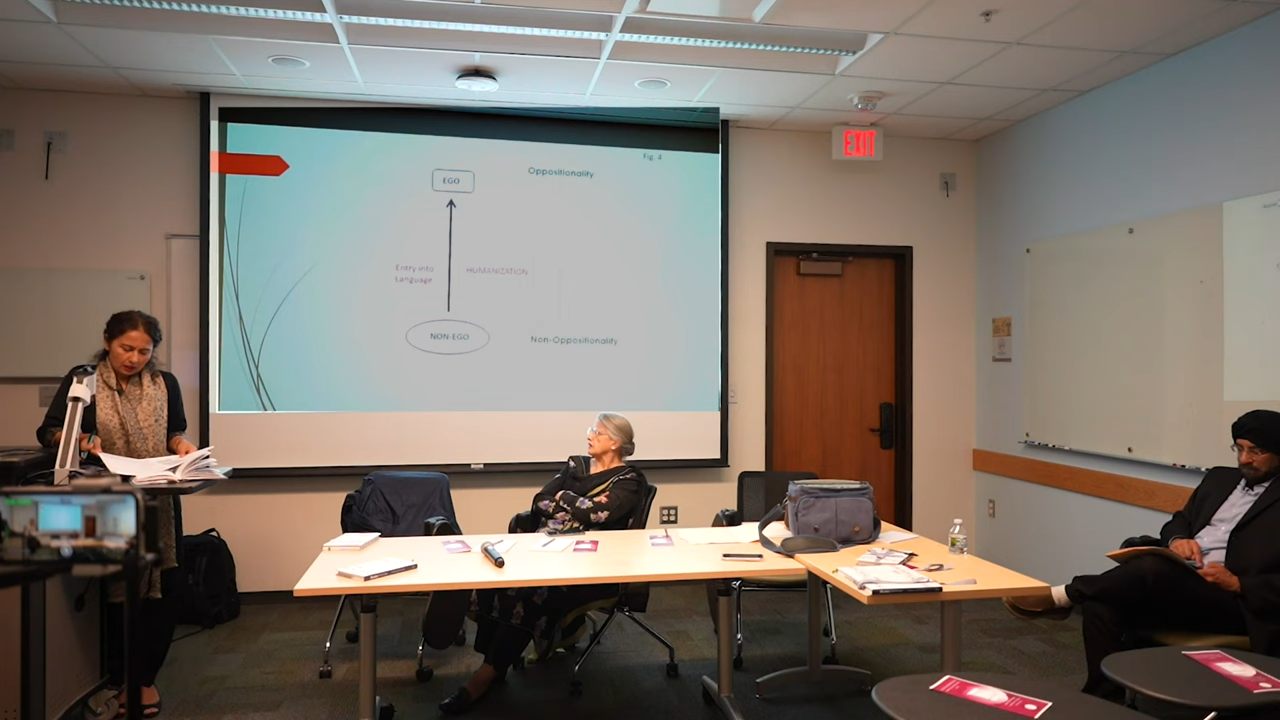 Fig. 4
EGO
Oppositionality
Entry into
Language
HUMANIZATION
NON-EGO
Non-Oppositionality
EXIT